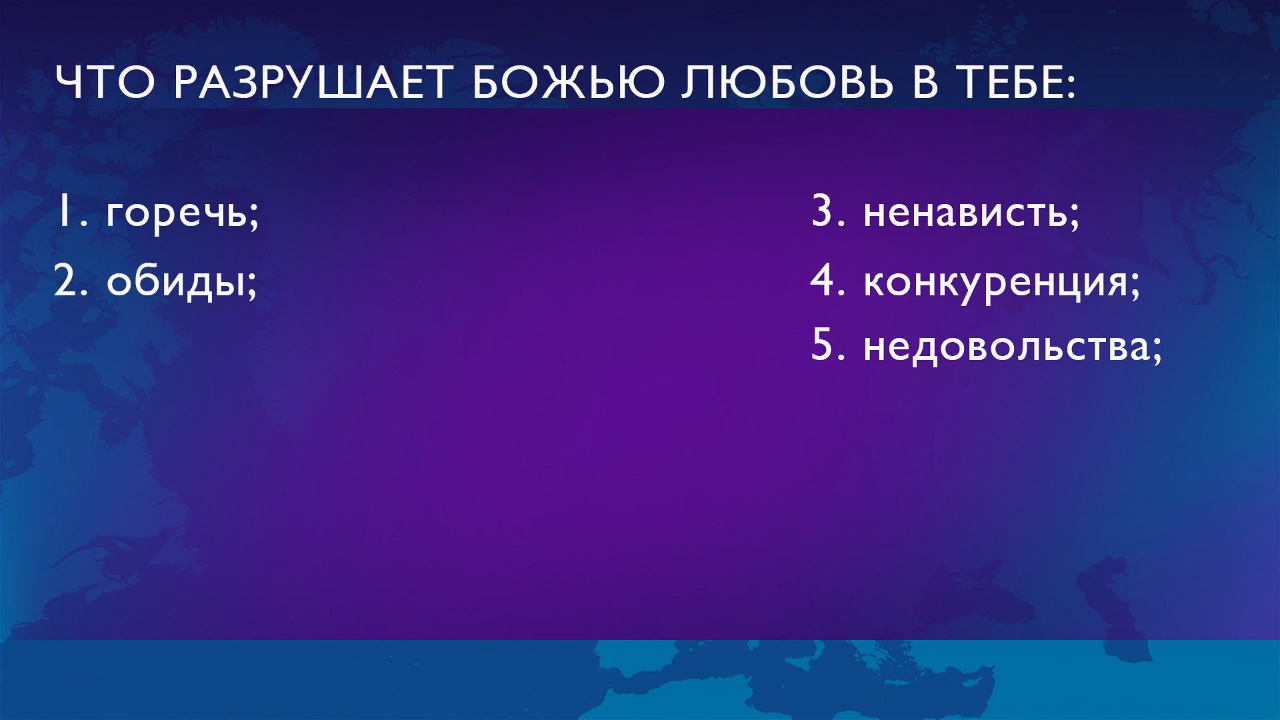 ЧТО РАЗРУШАЕТ БОЖЬЮ ЛЮБОВЬ В ТЕБЕ:
1. горечь;
2. обиды;
3. ненависть;
4. конкуренция;
5. недовольства;